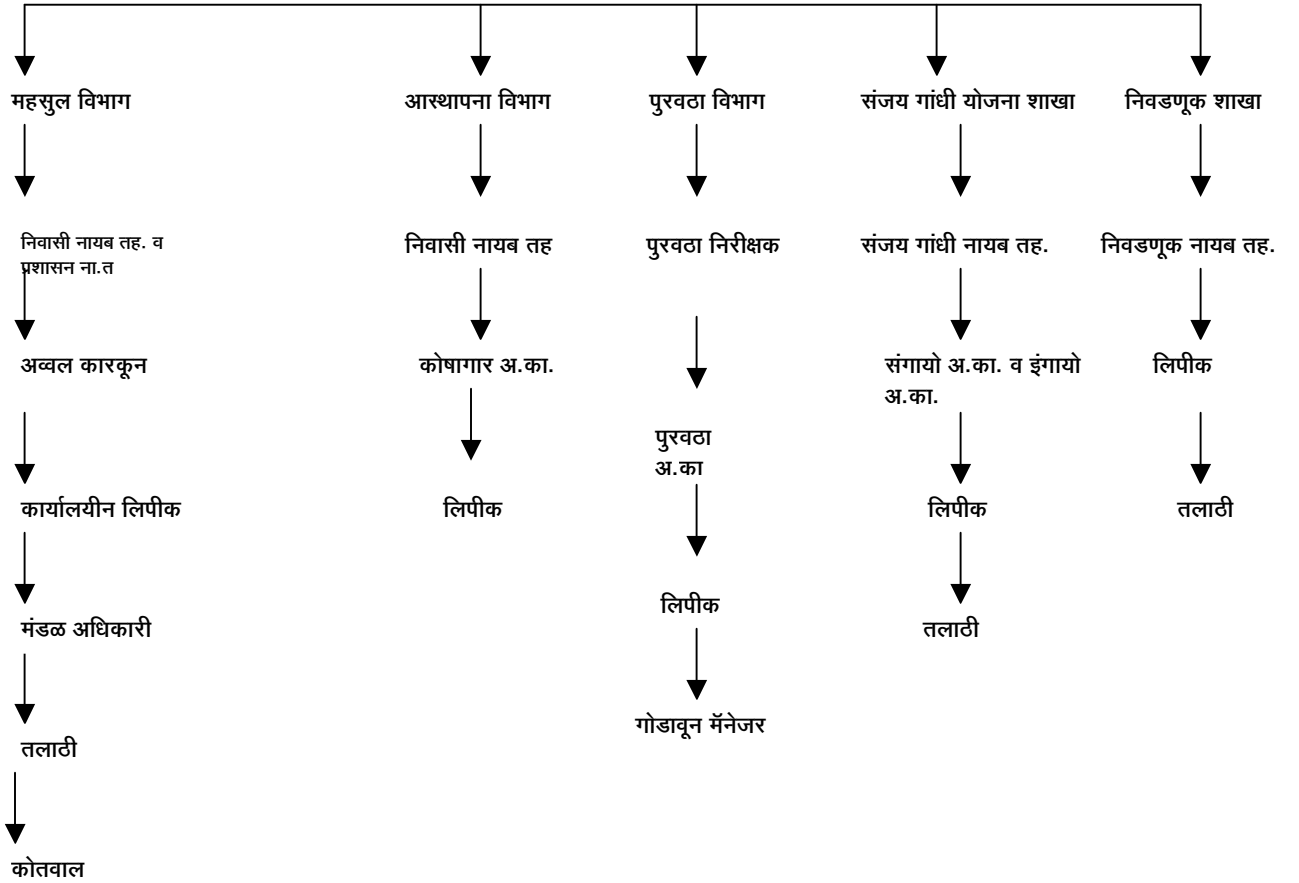 महसुल विभाग
आस्थापना विभाग
पुरवठा विभाग
संजय गांधी योजना शाखा
निवडणूक शाखा
निवासी नायब तह. व
प्रशासन ना.त
निवासी नायब तह
पुरवठा निरीक्षक
संजय गांधी नायब तह.
निवडणूक नायब तह.
अव्वल कारकून
कोषागार अ.का.
संगायो अ.का. व इंगायो
अ.का.
लिपीक
पुरवठा
अ.का
कार्यालयीन लिपीक
लिपीक
लिपीक
तलाठी
लिपीक
मंडळ अधिकारी
तलाठी
गोडावून मॅनेजर
तलाठी
कोतवाल